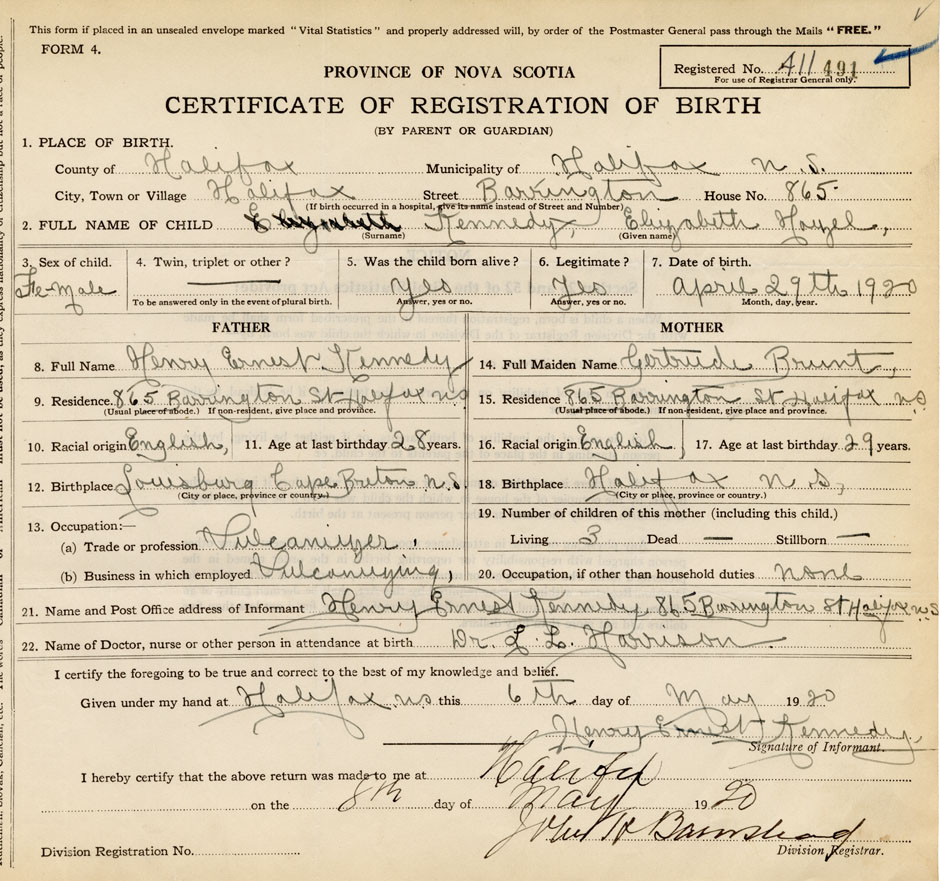 This form if placed in an unsealed envelope marked "Vital Statistics" and properly addressed will, by order of the Postmaster General pass through the Mails "FREE."
FORM 4.
Registered No. 411 491
For use of Registrar General only.
PROVINCE OF NOVA SCOTIA
CERTIFICATE OF REGISTRATION OF BIRTH
(BY PARENT OR GUARDIAN)
1. PLACE OF BIRTH.
County of Halifax Municipality of Halifax N.S.
City, Town or Village Halifax Street Barrington House No. 865
(If birth occurred in a hospital, give its name instead of Street and Number)
2. FULL NAME OF CHILD Elizabeth Kennedy, Elizabeth Hazel,
(Surname) (Given name)
3. Sex of child. 4. Twin, triplet or other? 5. Was the child born alive? 6. Legitimate? 7. Date of birth.
Fe-Male — Yes Yes April 29th 1920
To be answered only in the event of plural birth. Answer, yes or no. Answer, yes or no. Month, day, year.
FATHER
8. Full Name Henry Ernest Kennedy
9. Residence. 865 Barrington St Halifax N.S
(Usual place of abode.) If non-resident, give place and province.
10. Racial origin English, 11. Age at last birthday 28 years.
12. Birthplace Louisburg Cape Breton N.S.
(City or place, province or country.)
13. Occupation:—
(a) Trade or profession Vulcanizer,
(b) Business in which employed Vulcanizing,
MOTHER
14. Full Maiden Name Gertrude Brunt,
15. Residence 865 Barrington St Halifax N.S
(Usual place of abode.) If non-resident, give place and province.
16. Racial origin English, 17. Age at last birthday 29 years.
18. Birthplace Halifax N.S,
(City or place, province or country.)
19. Number of children of this mother (including this child.)
Living 3 Dead — Stillborn —
20. Occupation, if other than household duties none
21. Name and Post Office address of Informant Henry Ernest Kennedy, 865 Barrington St Halifax N.S
22. Name of Doctor, nurse or other person in attendance at birth Dr. L. L. Harrison
I certify the foregoing to be true and correct to the best of my knowledge and belief.
Given under my hand at Halifax N.S this 6th day of May 1920
Henry Ernest Kennedy
Signature of Informant.
I hereby certify that the above return was made to me at Halifax
on the 8th day of May 1920
John R Barnstead
Division Registration No. Division Registrar.